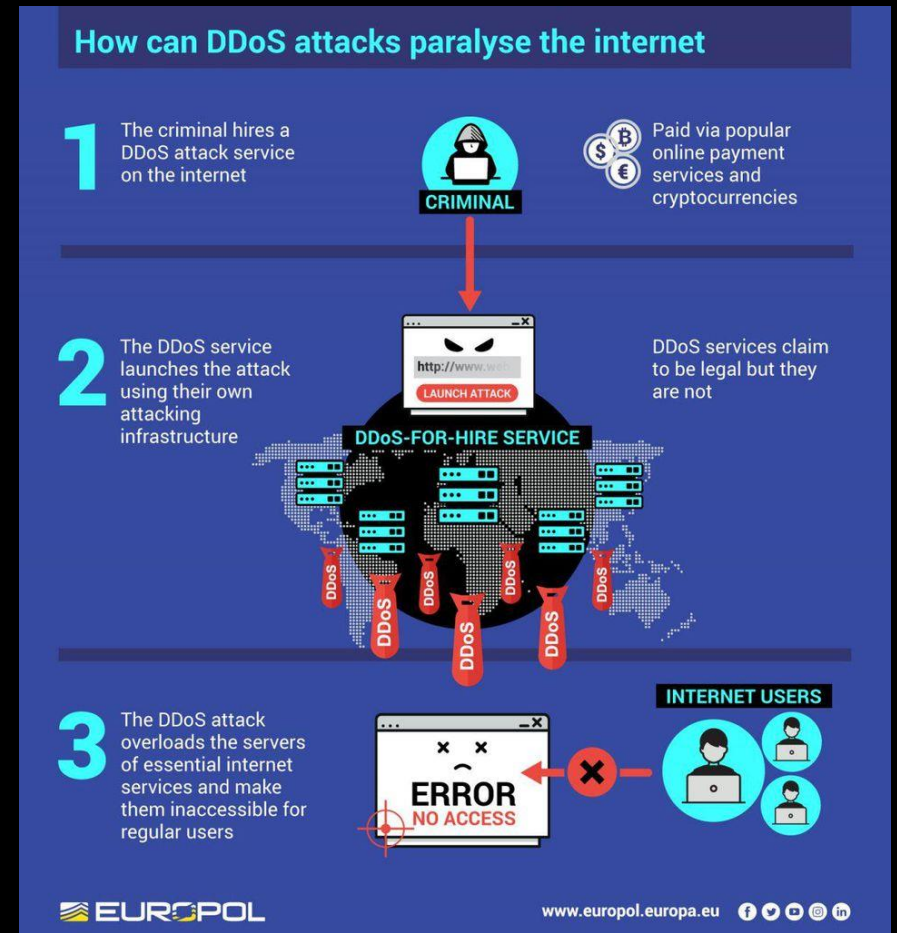 How can DDoS attacks paralyse the internet
1
The criminal hires a
DDoS attack service
on the internet
CRIMINAL
$
₿
€
Paid via popular
online payment
services and
cryptocurrencies
2
The DDoS service
launches the attack
using their own
attacking
infrastructure
http://www.web
LAUNCH ATTACK
DDoS services claim
to be legal but they
are not
DDoS-FOR-HIRE SERVICE
DDoS
DDoS
DDoS
DDoS
DDoS
DDoS
DDoS
3
The DDoS attack
overloads the servers
of essential internet
services and make
them inaccessible for
regular users
ERROR
NO ACCESS
INTERNET USERS
EUROPOL
www.europol.europa.eu